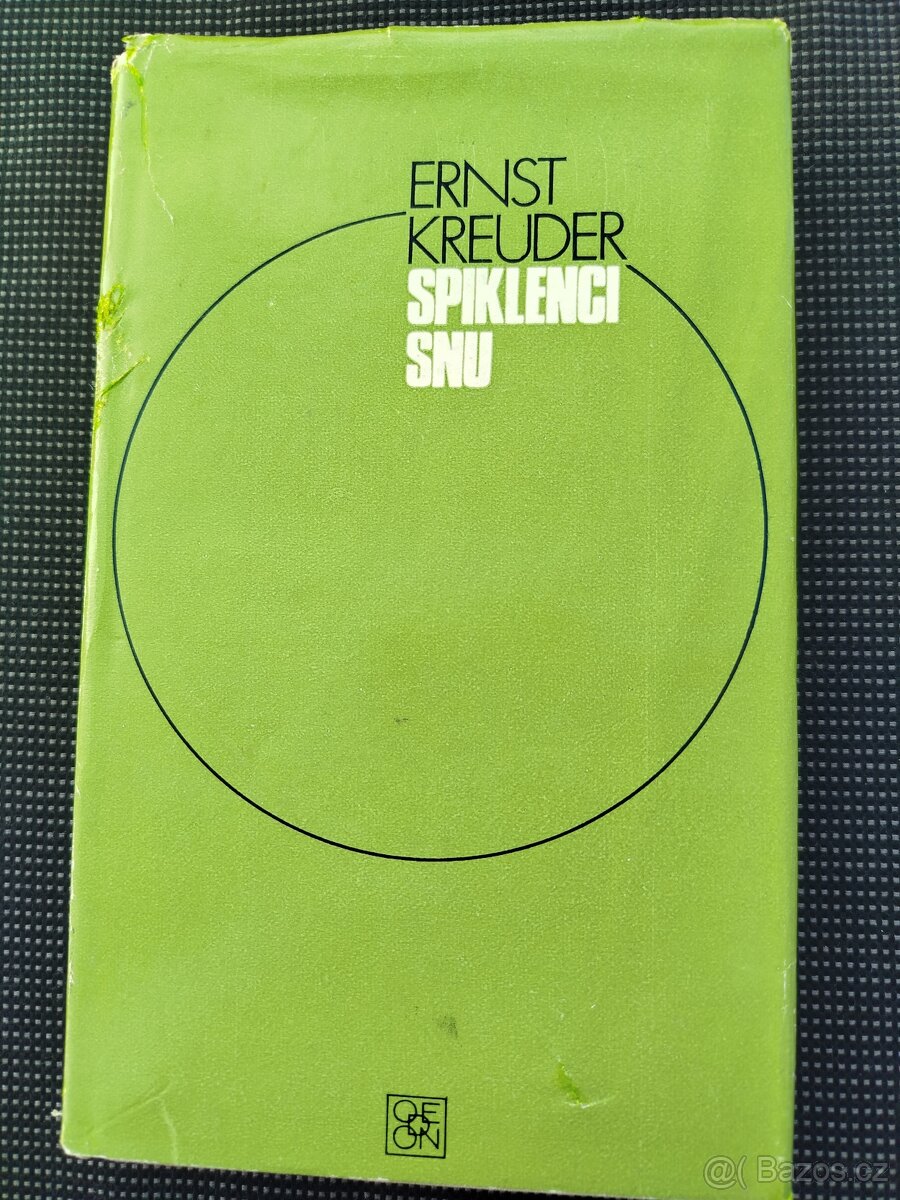 ERNST
KREUDER
SPIKLENCI
SNU
ODEON
@( Bazos.cz